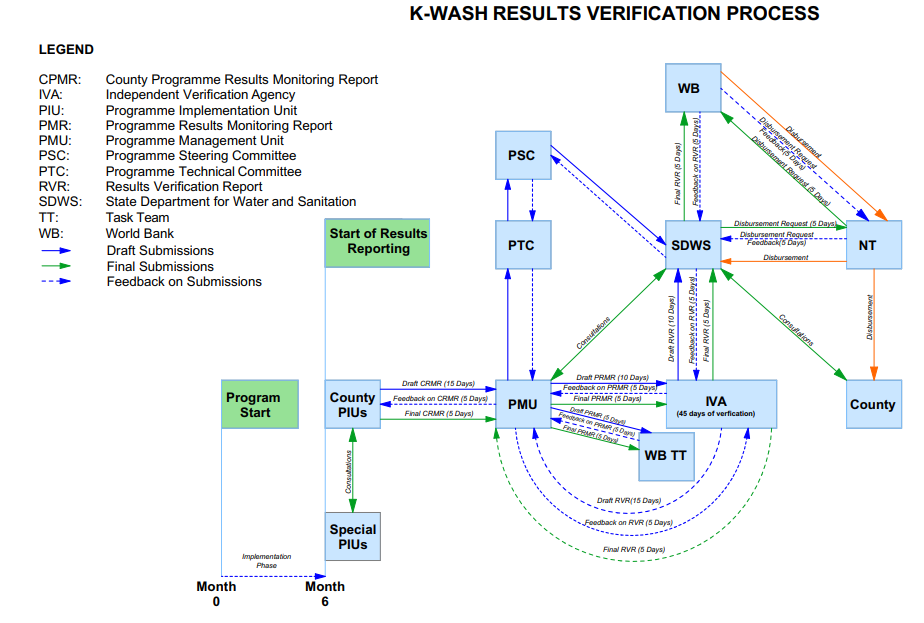 K-WASH RESULTS VERIFICATION PROCESS
LEGEND
CPMR: County Programme Results Monitoring Report
IVA: Independent Verification Agency
PIU: Programme Implementation Unit
PMR: Programme Results Monitoring Report
PMU: Programme Management Unit
PSC: Programme Steering Committee
PTC: Programme Technical Committee
RVR: Results Verification Report
SDWS: State Department for Water and Sanitation
TT: Task Team
WB: World Bank
Draft Submissions
Final Submissions
Feedback on Submissions
Start of Results
Reporting
Program
Start
County
PIUs
Special
PIUs
Consultations
Implementation
Phase
Month
0
Month
6
PSC
PTC
PMU
Draft CRMR (15 Days)
Feedback on CRMR (5 Days)
Final CRMR (5 Days)
WB
SDWS
NT
Final RVR (5 Days)
Feedback on RVR (5 Days)
Disbursement
Disbursement Request
Feedback(5 Days)
Disbursement Request (5 Days)
Disbursement Request (5 Days)
Disbursement Request
Feedback(5 Days)
Disbursement
Disbursement
Consultations
Consultations
Draft RVR (10 Days)
Feedback on RVR (5 Days)
Final RVR (5 Days)
Draft PRMR (10 Days)
Feedback on PRMR (5 Days)
Final PRMR (5 Days)
IVA
(45 days of verfication)
County
Draft PRMR (5 Days)
Feedback on PRMR (5 Days)
Final PRMR (5 Days)
WB TT
Draft RVR(15 Days)
Feedback on RVR (5 Days)
Final RVR (5 Days)